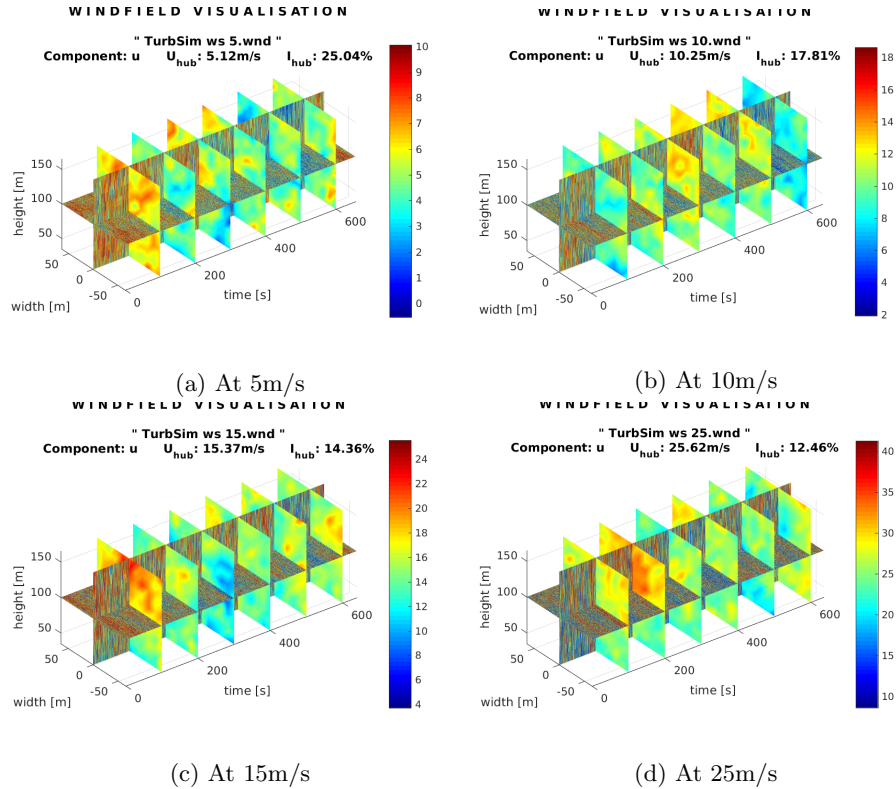 WINDFIELD VISUALISATION
" TurbSim ws 5.wnd "
Component: u U_hub: 5.12m/s I_hub: 25.04%
10
9
8
7
6
5
4
3
2
1
0
150
100
50
height [m]
50
0
-50
width [m]
0
200
400
600
time [s]
(a) At 5m/s
WINDFIELD VISUALISATION
" TurbSim ws 10.wnd "
Component: u U_hub: 10.25m/s I_hub: 17.81%
18
16
14
12
10
8
6
4
2
150
100
50
height [m]
50
0
-50
width [m]
0
200
400
600
time [s]
(b) At 10m/s
WINDFIELD VISUALISATION
" TurbSim ws 15.wnd "
Component: u U_hub: 15.37m/s I_hub: 14.36%
24
22
20
18
16
14
12
10
8
6
4
150
100
50
height [m]
50
0
-50
width [m]
0
200
400
600
time [s]
(c) At 15m/s
WINDFIELD VISUALISATION
" TurbSim ws 25.wnd "
Component: u U_hub: 25.62m/s I_hub: 12.46%
40
35
30
25
20
15
10
150
100
50
height [m]
50
0
-50
width [m]
0
200
400
600
time [s]
(d) At 25m/s